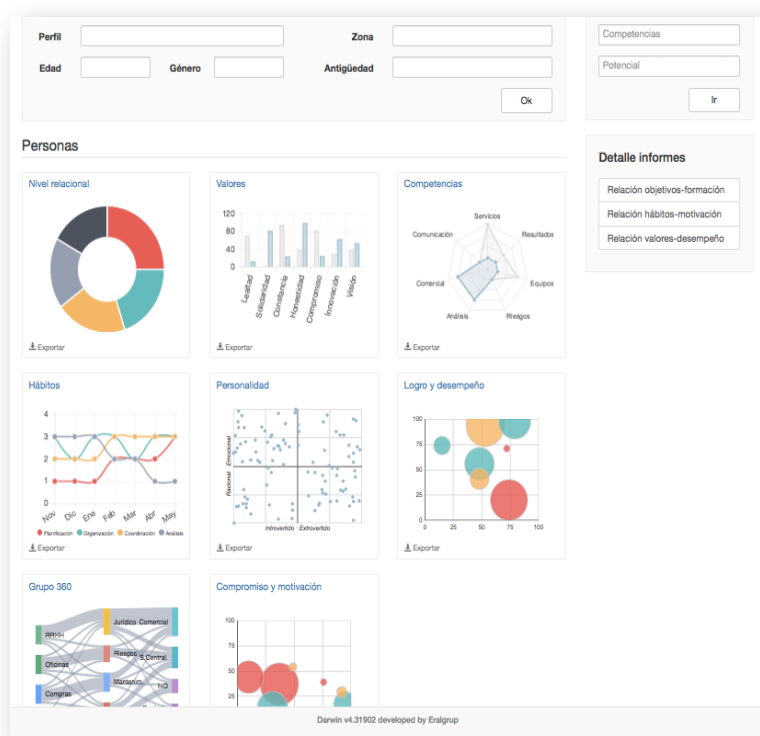 Perfil
Zona
Competencias
Edad
Género
Antigüedad
Potencial
Ok
Ir
Personas
Detalle informes
Relación objetivos-formación
Relación hábitos-motivación
Relación valores-desempeño
Nivel relacional
Exportar
Valores
120
80
40
0
Lealtad
Solidaridad
Constancia
Honestidad
Compromiso
Innovación
Visión
Exportar
Competencias
Servicios
Comunicación
Resultados
Comercial
Equipos
Análisis
Riesgos
Exportar
Hábitos
4
3
2
1
0
Nov
Dic
Ene
Feb
Mar
Abr
May
Planificación Organización Coordinación Análisis
Exportar
Personalidad
Racional · Emocional
Introvertido · Extrovertido
Exportar
Logro y desempeño
100
75
50
25
0
0 25 50 75 100
Exportar
Grupo 360
RRHH
Oficinas
Compras
Jurídico Comercial
Riesgos S.Central.
NO
Compromiso y motivación
100
75
50
25
Darwin v4.31902 developed by Eralgrup